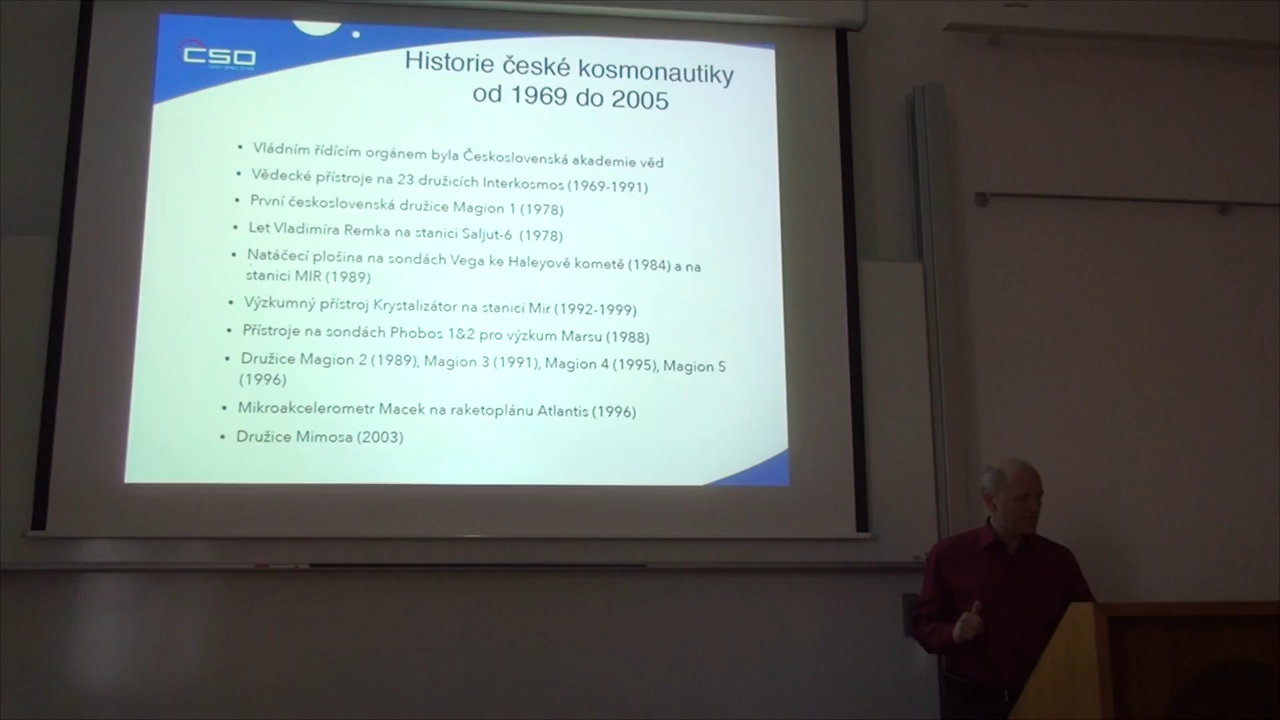 CSO
Historie české kosmonautiky
od 1969 do 2005
• Vládním řídícím orgánem byla Československá akademie věd
• Vědecké přístroje na 23 družicích Interkosmos (1969-1991)
• První československá družice Magion 1 (1978)
• Let Vladimíra Remka na stanici Saljut-6 (1978)
• Natáčecí plošina na sondách Vega ke Haleyově kometě (1984) a na
stanici MIR (1989)
• Výzkumný přístroj Krystalizátor na stanici Mir (1992-1999)
• Přístroje na sondách Phobos 1&2 pro výzkum Marsu (1988)
• Družice Magion 2 (1989), Magion 3 (1991), Magion 4 (1995), Magion 5
(1996)
• Mikroakcelerometr Macek na raketoplánu Atlantis (1996)
• Družice Mimosa (2003)